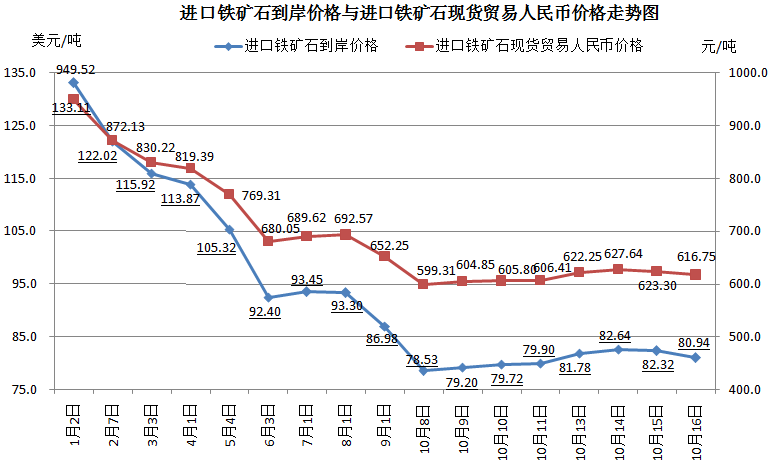 进口铁矿石到岸价格与进口铁矿石现货贸易人民币价格走势图
美元/吨
进口铁矿石到岸价格
进口铁矿石现货贸易人民币价格
元/吨
135.0
125.0
115.0
105.0
95.0
85.0
75.0
1000.0
900.0
800.0
700.0
600.0
500.0
400.0
949.52
872.13
830.22
819.39
769.31
680.05
689.62
692.57
652.25
599.31
604.85
605.80
606.41
622.25
627.64
623.30
616.75
133.11
122.02
115.92
113.87
105.32
92.40
93.45
93.30
86.98
78.53
79.20
79.72
79.90
81.78
82.64
82.32
80.94
1月2日
2月7日
3月3日
4月1日
5月4日
6月3日
7月1日
8月1日
9月1日
10月8日
10月9日
10月10日
10月11日
10月13日
10月14日
10月15日
10月16日